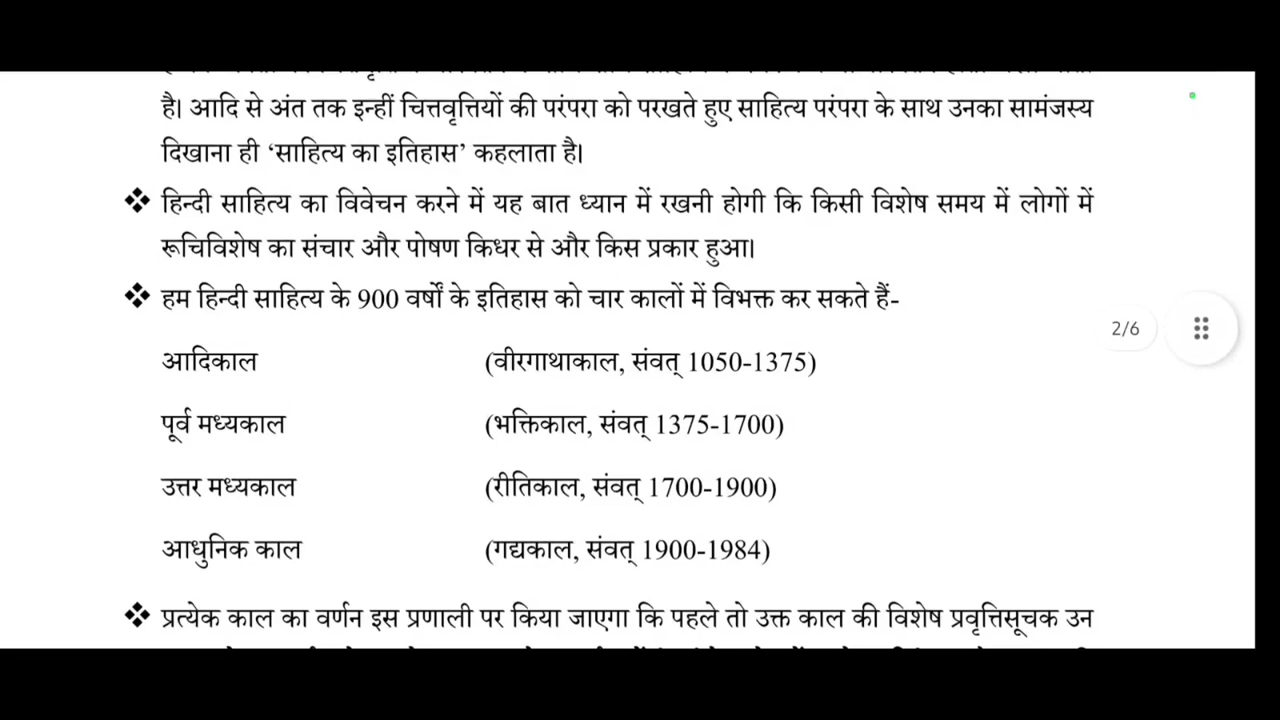 है। आदि से अंत तक इन्हीं चित्तवृत्तियों की परंपरा को परखते हुए साहित्य परंपरा के साथ उनका सामंजस्य
दिखाना ही ‘साहित्य का इतिहास’ कहलाता है।
❖ हिन्दी साहित्य का विवेचन करने में यह बात ध्यान में रखनी होगी कि किसी विशेष समय में लोगों में
रूचिविशेष का संचार और पोषण किधर से और किस प्रकार हुआ।
❖ हम हिन्दी साहित्य के 900 वर्षों के इतिहास को चार कालों में विभक्त कर सकते हैं-
2/6
आदिकाल (वीरगाथाकाल, संवत् 1050-1375)
पूर्व मध्यकाल (भक्तिकाल, संवत् 1375-1700)
उत्तर मध्यकाल (रीतिकाल, संवत् 1700-1900)
आधुनिक काल (गद्यकाल, संवत् 1900-1984)
❖ प्रत्येक काल का वर्णन इस प्रणाली पर किया जाएगा कि पहले तो उक्त काल की विशेष प्रवृत्तिसूचक उन